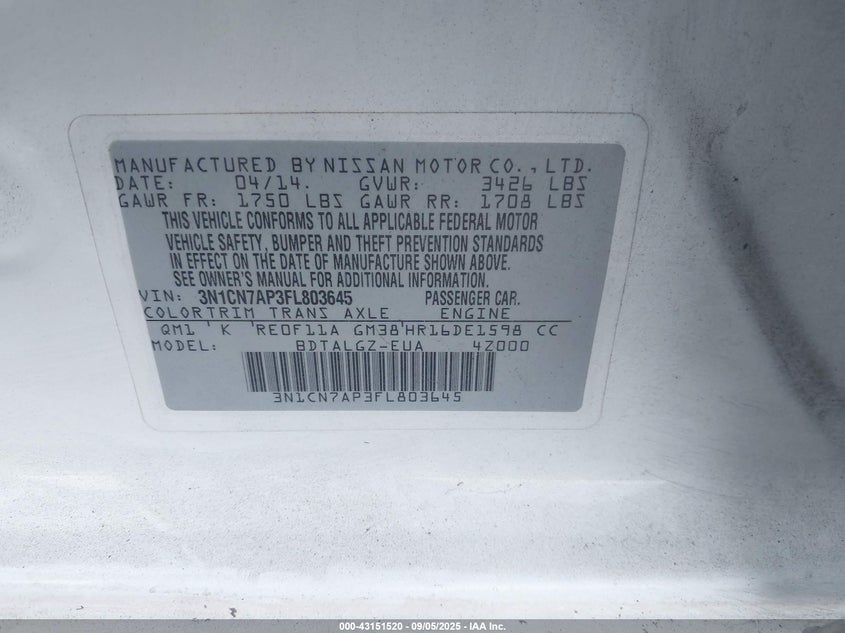 MANUFACTURED BY NISSAN MOTOR CO., LTD.
DATE: 04/14. GVWR: 3426 LBS
GAWR FR: 1750 LBS GAWR RR: 1708 LBS
THIS VEHICLE CONFORMS TO ALL APPLICABLE FEDERAL MOTOR
VEHICLE SAFETY, BUMPER AND THEFT PREVENTION STANDARDS
IN EFFECT ON THE DATE OF MANUFACTURE SHOWN ABOVE.
SEE OWNER'S MANUAL FOR ADDITIONAL INFORMATION.
VIN: 3N1CN7AP3FL803645 PASSENGER CAR.
COLOR TRIM TRANS AXLE ENGINE
QM1 K RE0F11A GM38 HR16DE1598 CC
MODEL: BDTALGZ-EUA 4Z000
3N1CN7AP3FL803645
000-43151520 - 09/05/2025 - IAA Inc.